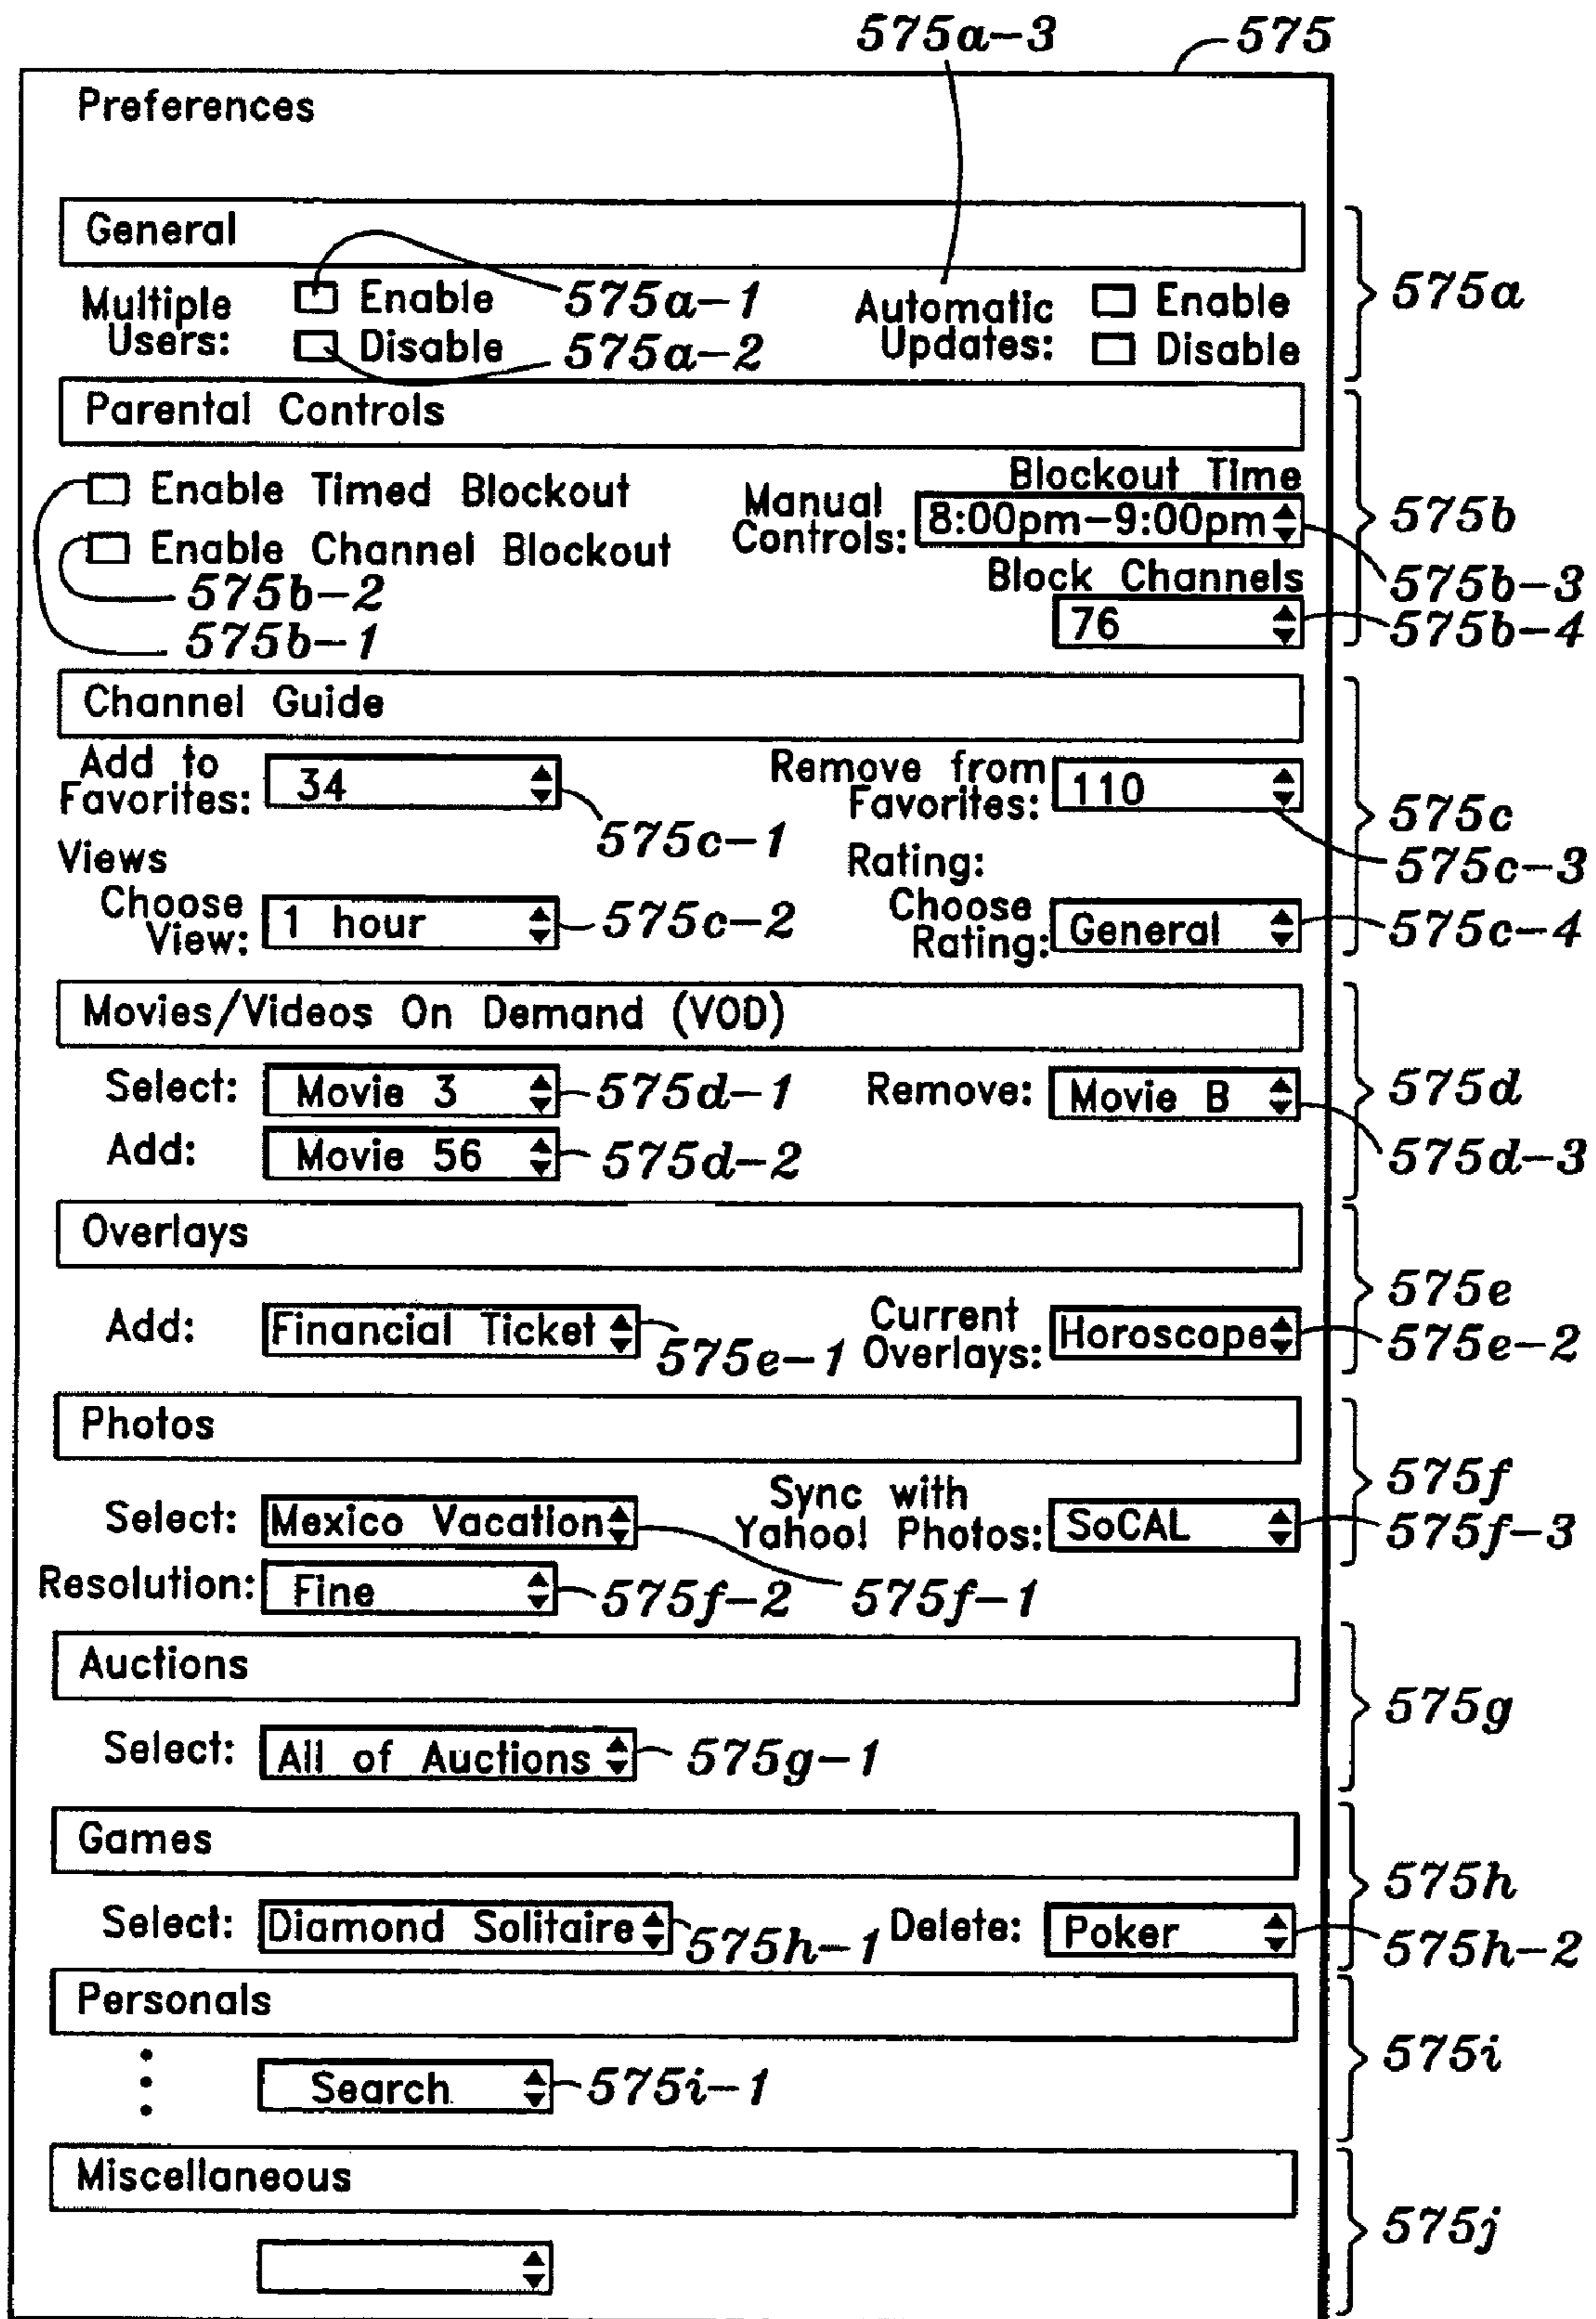 575a-3 575
Preferences
General
575a
Multiple Users: Enable 575a-1 Automatic Updates: Enable
Disable 575a-2 Disable
Parental Controls
Enable Timed Blockout Manual Controls: Blockout Time
8:00pm-9:00pm 575b
Enable Channel Blockout
575b-2 Block Channels 575b-3
575b-1 76 575b-4
Channel Guide
Add to Favorites: 34 Remove from Favorites: 110
575c-1 575c
Views Rating: 575c-3
Choose View: 1 hour 575c-2 Choose Rating: General 575c-4
Movies/Videos On Demand (VOD)
Select: Movie 3 575d-1 Remove: Movie B 575d
Add: Movie 56 575d-2 575d-3
Overlays
575e
Add: Financial Ticket 575e-1 Current Overlays: Horoscope 575e-2
Photos
575f
Select: Mexico Vacation Sync with Yahoo! Photos: SoCAL 575f-3
Resolution: Fine 575f-2 575f-1
Auctions
575g
Select: All of Auctions 575g-1
Games
575h
Select: Diamond Solitaire 575h-1 Delete: Poker 575h-2
Personals
575i
Search 575i-1
Miscellaneous
575j